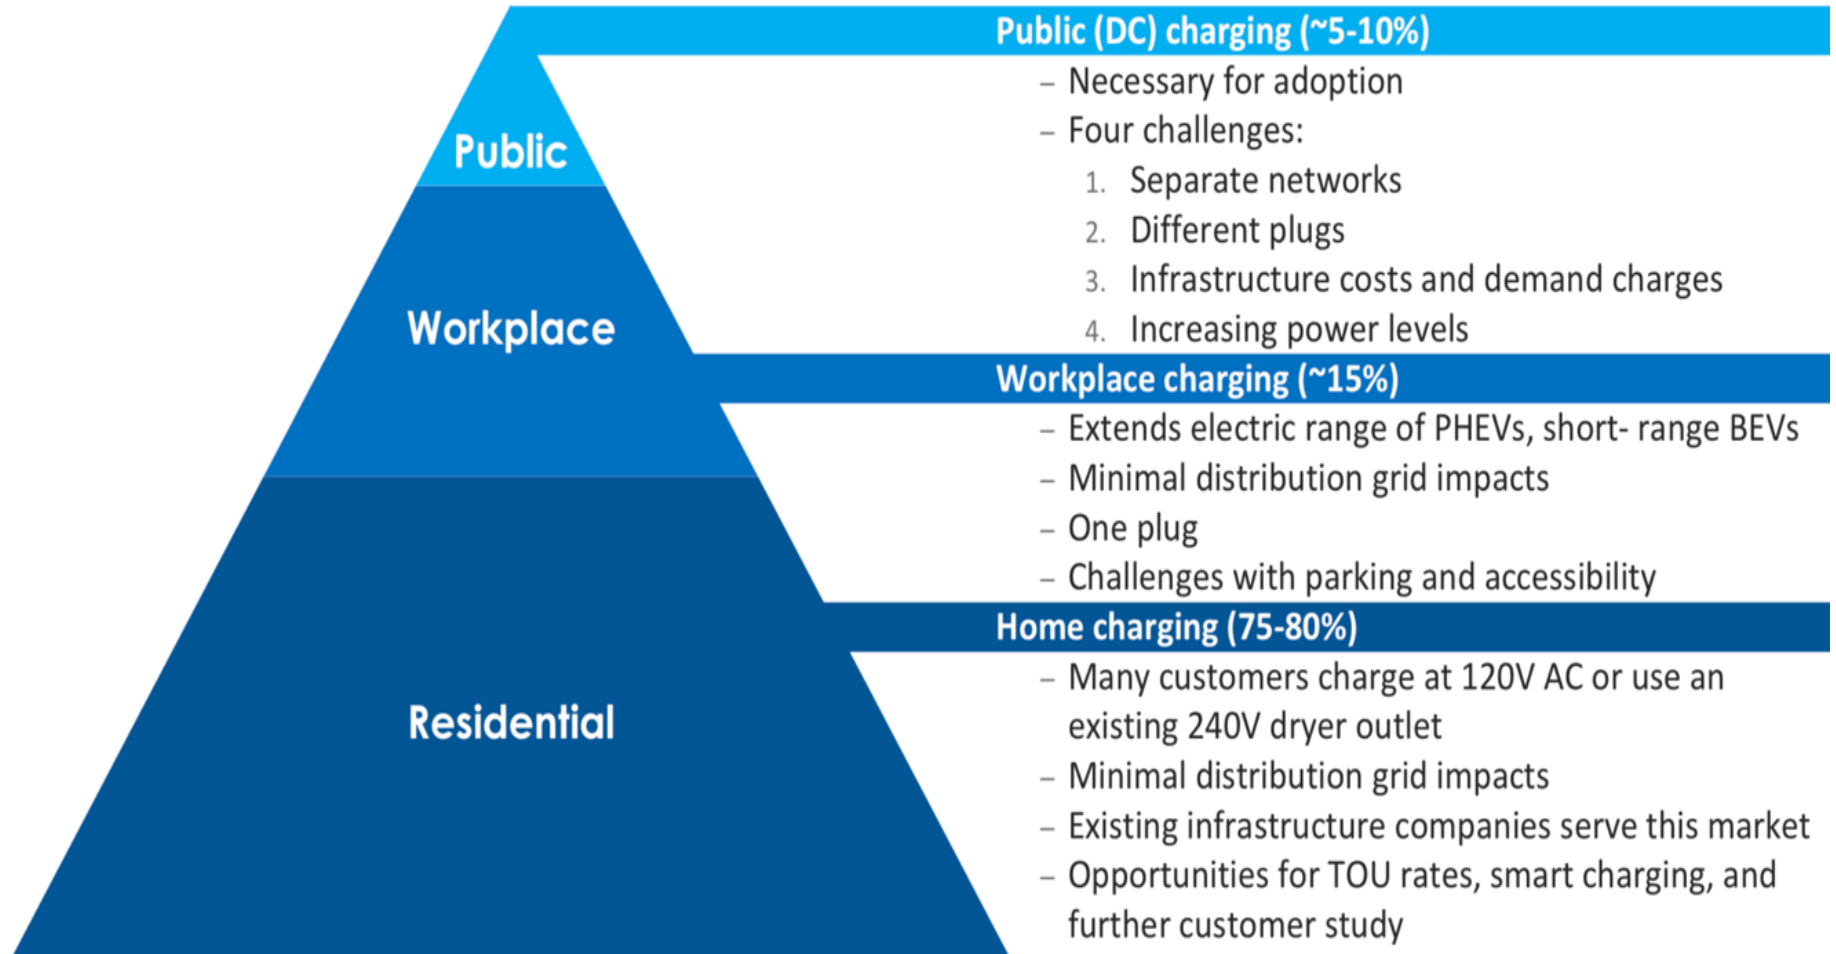 Public (DC) charging (~5-10%)
– Necessary for adoption
– Four challenges:
1. Separate networks
2. Different plugs
3. Infrastructure costs and demand charges
4. Increasing power levels
Public
Workplace
Workplace charging (~15%)
– Extends electric range of PHEVs, short- range BEVs
– Minimal distribution grid impacts
– One plug
– Challenges with parking and accessibility
Home charging (75-80%)
– Many customers charge at 120V AC or use an
existing 240V dryer outlet
– Minimal distribution grid impacts
– Existing infrastructure companies serve this market
– Opportunities for TOU rates, smart charging, and
further customer study
Residential